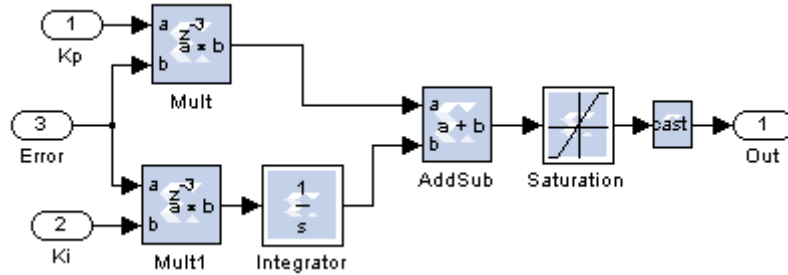 1
Kp
a
b
z-3
a * b
Mult
3
Error
2
Ki
a
b
z-3
a * b
Mult1
1
s
Integrator
a
b
a + b
AddSub
Saturation
cast
1
Out